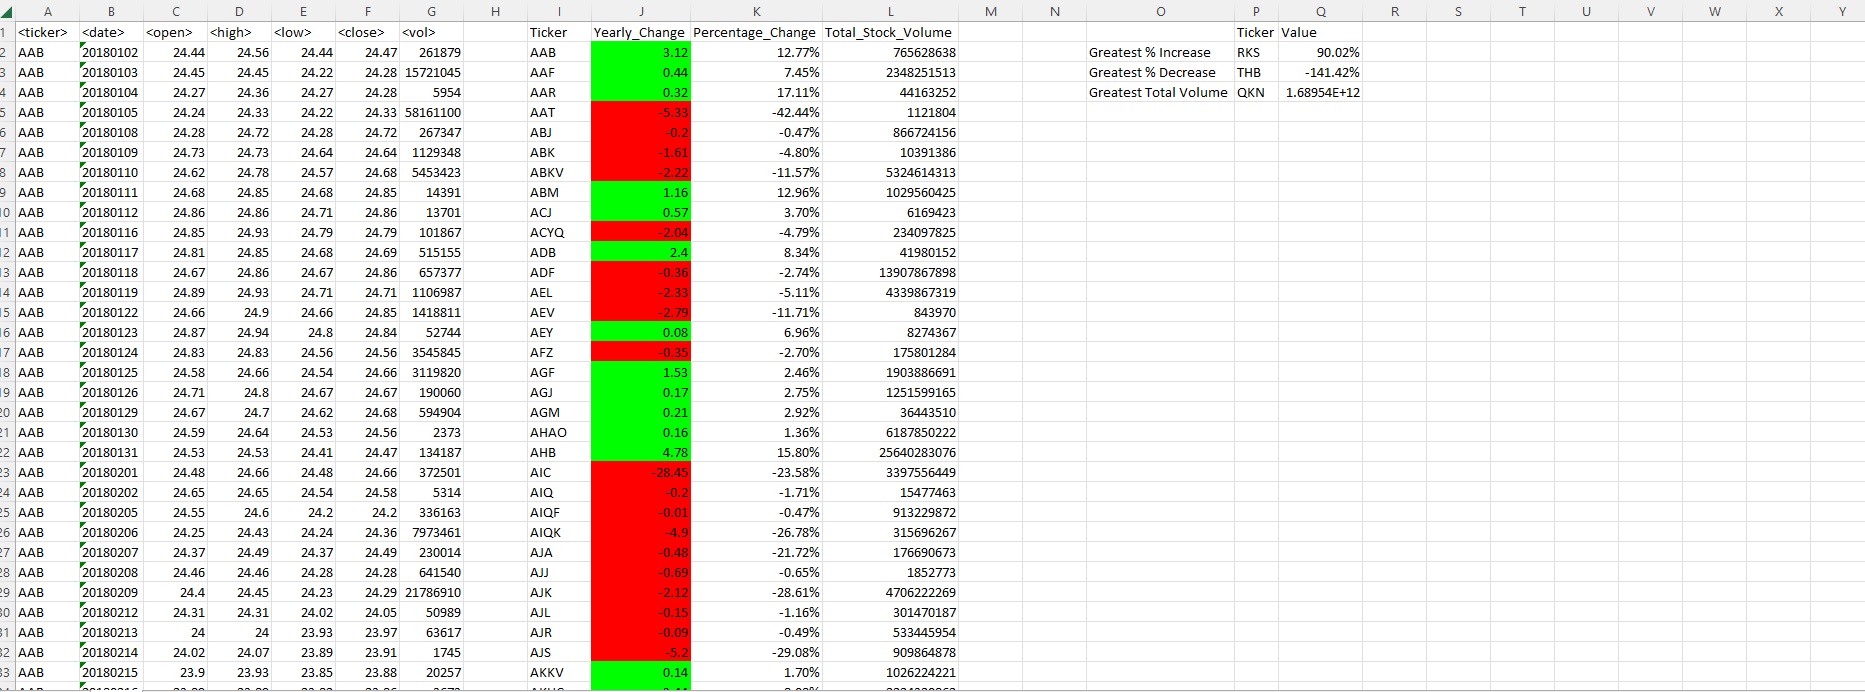 A B C D E F G H I J K L M N O P Q R S T U V W X Y
1 <ticker> <date> <open> <high> <low> <close> <vol> Ticker Yearly_Change Percentage_Change Total_Stock_Volume Ticker Value
2 AAB 20180102 24.44 24.56 24.44 24.47 261879 AAB 3.12 12.77% 765628638 Greatest % Increase RKS 90.02%
3 AAB 20180103 24.45 24.45 24.22 24.28 15721045 AAF 0.44 7.45% 2348251513 Greatest % Decrease THB -141.42%
4 AAB 20180104 24.27 24.36 24.27 24.28 5954 AAR 0.32 17.11% 44163252 Greatest Total Volume QKN 1.68954E+12
5 AAB 20180105 24.24 24.33 24.22 24.33 58161100 AAT -5.33 -42.44% 1121804
6 AAB 20180108 24.28 24.72 24.28 24.72 267347 ABJ -0.2 -0.47% 866724156
7 AAB 20180109 24.73 24.73 24.64 24.64 1129348 ABK -1.61 -4.80% 10391386
8 AAB 20180110 24.62 24.78 24.57 24.68 5453423 ABKV -2.22 -11.57% 5324614313
9 AAB 20180111 24.68 24.85 24.68 24.85 14391 ABM 1.16 12.96% 1029560425
10 AAB 20180112 24.86 24.86 24.71 24.86 13701 ACJ 0.57 3.70% 6169423
11 AAB 20180116 24.85 24.93 24.79 24.79 101867 ACYQ -2.04 -4.79% 234097825
12 AAB 20180117 24.81 24.85 24.68 24.69 515155 ADB 2.4 8.34% 41980152
13 AAB 20180118 24.67 24.86 24.67 24.86 657377 ADF -0.36 -2.74% 13907867898
14 AAB 20180119 24.89 24.93 24.71 24.71 1106987 AEL -2.33 -5.11% 4339867319
15 AAB 20180122 24.66 24.9 24.66 24.85 1418811 AEV -2.79 -11.71% 843970
16 AAB 20180123 24.87 24.94 24.8 24.84 52744 AEY 0.08 6.96% 8274367
17 AAB 20180124 24.83 24.83 24.56 24.56 3545845 AFZ -0.35 -2.70% 175801284
18 AAB 20180125 24.58 24.66 24.54 24.66 3119820 AGF 1.53 2.46% 1903886691
19 AAB 20180126 24.71 24.8 24.67 24.67 190060 AGJ 0.17 2.75% 1251599165
20 AAB 20180129 24.67 24.7 24.62 24.68 594904 AGM 0.21 2.92% 36443510
21 AAB 20180130 24.59 24.64 24.53 24.56 2373 AHAO 0.16 1.36% 6187850222
22 AAB 20180131 24.53 24.53 24.41 24.47 134187 AHB 4.78 15.80% 25640283076
23 AAB 20180201 24.48 24.66 24.48 24.66 372501 AIC -28.45 -23.58% 3397556449
24 AAB 20180202 24.65 24.65 24.54 24.58 5314 AIQ -0.2 -1.71% 15477463
25 AAB 20180205 24.55 24.6 24.2 24.2 336163 AIQF -0.01 -0.47% 913229872
26 AAB 20180206 24.25 24.43 24.24 24.36 7973461 AIQK -4.9 -26.78% 315696267
27 AAB 20180207 24.37 24.49 24.37 24.49 230014 AJA -0.48 -21.72% 176690673
28 AAB 20180208 24.46 24.46 24.28 24.28 641540 AJJ -0.69 -0.65% 1852773
29 AAB 20180209 24.4 24.45 24.23 24.29 21786910 AJK -2.12 -28.61% 4706222269
30 AAB 20180212 24.31 24.31 24.02 24.05 50989 AJL -0.15 -1.16% 301470187
31 AAB 20180213 24 24 23.93 23.97 63617 AJR -0.09 -0.49% 533445954
32 AAB 20180214 24.02 24.07 23.89 23.91 1745 AJS -5.2 -29.08% 909864878
33 AAB 20180215 23.9 23.93 23.85 23.88 20257 AKKV 0.14 1.70% 1026224221